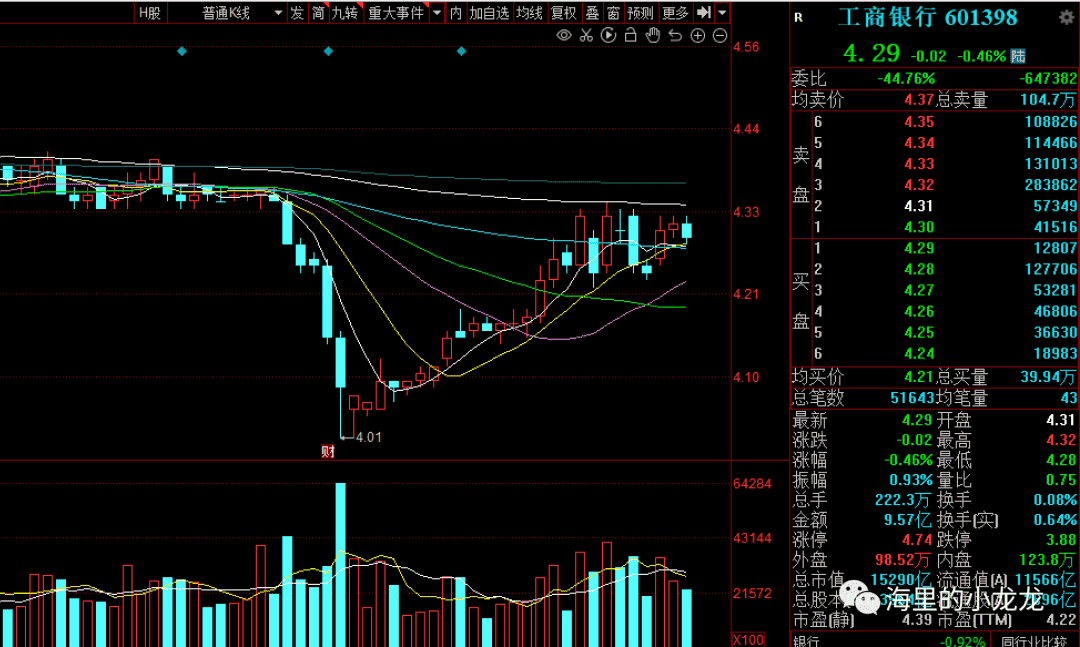 H股 普通K线 发 简 九转 重大事件 内 加自选 均线 复权 叠 窗 预测 更多
R 工商银行 601398
4.29 -0.02 -0.46% 陆
委比 -44.76% -647382
均卖价 4.37 总卖量 104.7万
卖盘
6 4.35 108826
5 4.34 114466
4 4.33 131013
3 4.32 283862
2 4.31 57349
1 4.30 41516
买盘
1 4.29 12807
2 4.28 127706
3 4.27 53281
4 4.26 46806
5 4.25 36630
6 4.24 18983
均买价 4.21 总买量 39.94万
总笔数 51643 均笔量 43
最新 4.29 开盘 4.31
涨跌 -0.02 最高 4.32
涨幅 -0.46% 最低 4.28
振幅 0.93% 量比 0.75
总手 222.3万 换手 0.08%
金额 9.57亿 换手(实) 0.64%
涨停 4.74 跌停 3.88
外盘 98.52万 内盘 123.8万
总市值 15290亿 流通值(A) 11566亿
总股本
市盈(静) 4.39 市盈(TTM) 4.22
银行 -0.92% 同行业比较
海里的小龙龙
4.56
4.44
4.33
4.21
4.10
4.01
财
64284
43144
21572
X100